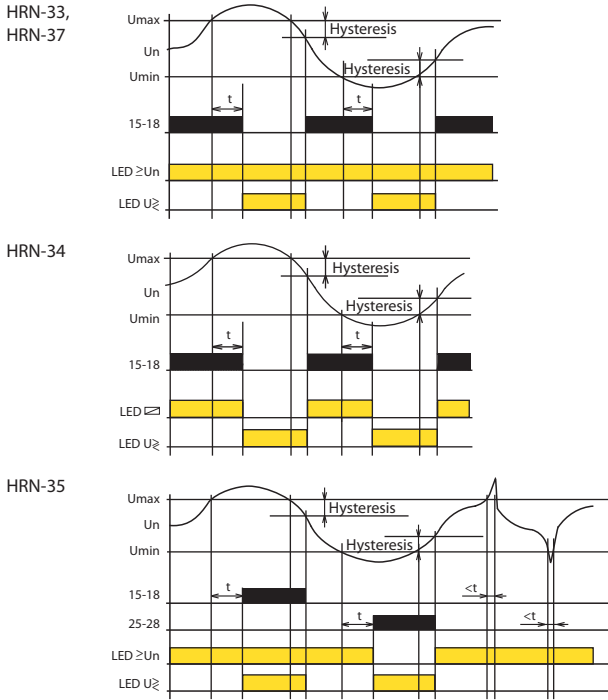 HRN-33,
HRN-37
Umax
Hysteresis
Un
Hysteresis
Umin
t
t
15-18
LED ≥Un
LED U≷
HRN-34
Umax
Hysteresis
Un
Hysteresis
Umin
t
t
15-18
LED
LED U≷
HRN-35
Umax
Hysteresis
Un
Hysteresis
Umin
t
<t
15-18
t
<t
25-28
LED ≥Un
LED U≷